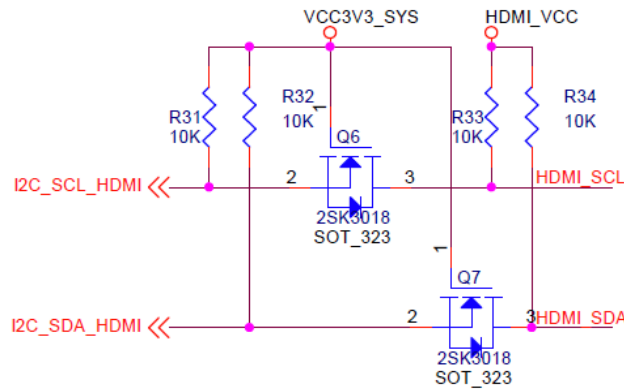 VCC3V3_SYS
HDMI_VCC
R31
10K
R32
10K
1
Q6
R33
10K
R34
10K
I2C_SCL_HDMI
2
3
HDMI_SCL
2SK3018
SOT_323
1
Q7
I2C_SDA_HDMI
2
3
HDMI_SDA
2SK3018
SOT_323